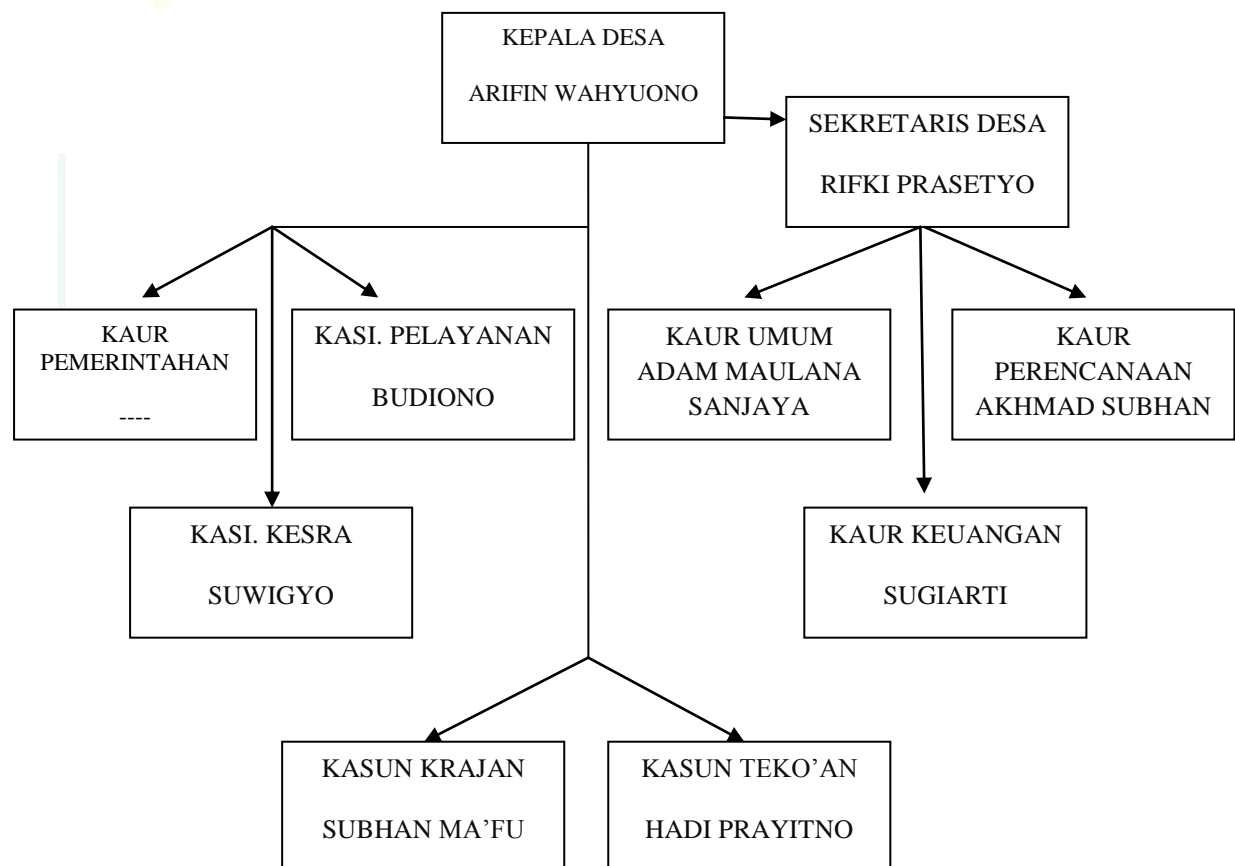 KEPALA DESA
ARIFIN WAHYUONO
SEKRETARIS DESA
RIFKI PRASETYO
KAUR
PEMERINTAHAN
----
KASI. PELAYANAN
BUDIONO
KAUR UMUM
ADAM MAULANA
SANJAYA
KAUR
PERENCANAAN
AKHMAD SUBHAN
KASI. KESRA
SUWIGYO
KAUR KEUANGAN
SUGIARTI
KASUN KRAJAN
SUBHAN MA’FU
KASUN TEKO’AN
HADI PRAYITNO